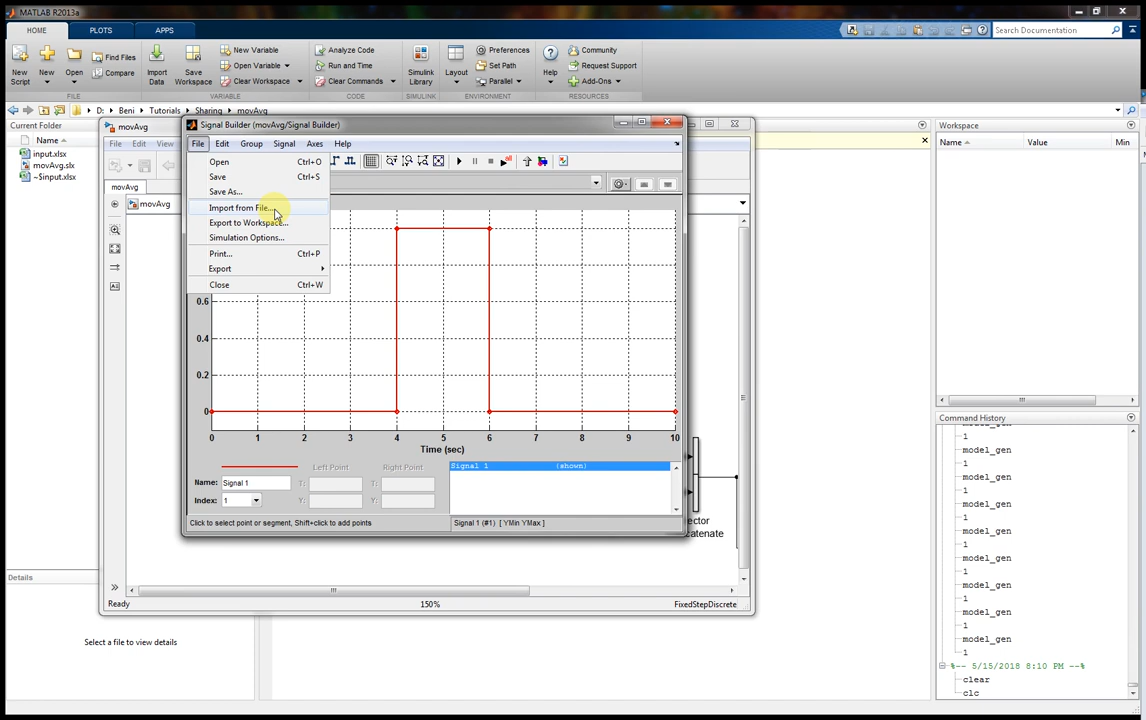 MATLAB R2013a
HOME
PLOTS
APPS
Search Documentation
New Script
New
Open
Find Files
Compare
Import Data
Save Workspace
New Variable
Open Variable
Clear Workspace
Analyze Code
Run and Time
Clear Commands
Simulink Library
Layout
Preferences
Set Path
Parallel
Help
Community
Request Support
Add-Ons
FILE
VARIABLE
CODE
SIMULINK
ENVIRONMENT
RESOURCES
D: Beni Tutorials Sharing movAvg
Current Folder
Name
input.xlsx
movAvg.slx
~$input.xlsx
Details
Select a file to view details
movAvg
File Edit View
movAvg
movAvg
Signal Builder (movAvg/Signal Builder)
File Edit Group Signal Axes Help
Open Ctrl+O
Save Ctrl+S
Save As...
Import from File...
Export to Workspace...
Simulation Options...
Print... Ctrl+P
Export
Close Ctrl+W
0.6
0.4
0.2
0
0 1 2 3 4 5 6 7 8 9 10
Time (sec)
Left Point Right Point
Name: Signal 1 T: T:
Index: 1 Y: Y:
Signal 1 (shown)
Click to select point or segment, Shift+click to add points
Signal 1 (#1) [ YMin YMax ]
ector
catenate
Ready 150% FixedStepDiscrete
Workspace
Name Value Min
Command History
model_gen
1
model_gen
1
model_gen
1
model_gen
1
model_gen
1
model_gen
1
model_gen
1
model_gen
1
model_gen
1
%-- 5/15/2018 8:10 PM --%
clear
clc